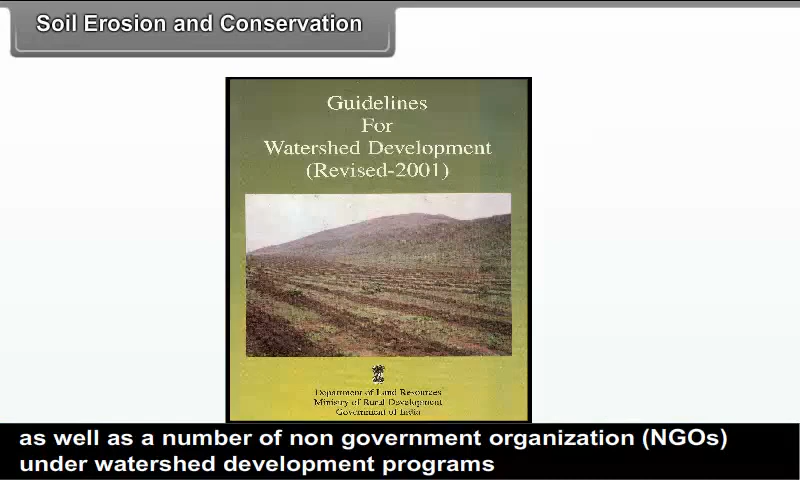 Soil Erosion and Conservation
Guidelines
For
Watershed Development
(Revised-2001)
Department of Land Resources
Ministry of Rural Development
Government of India
as well as a number of non government organization (NGOs)
under watershed development programs